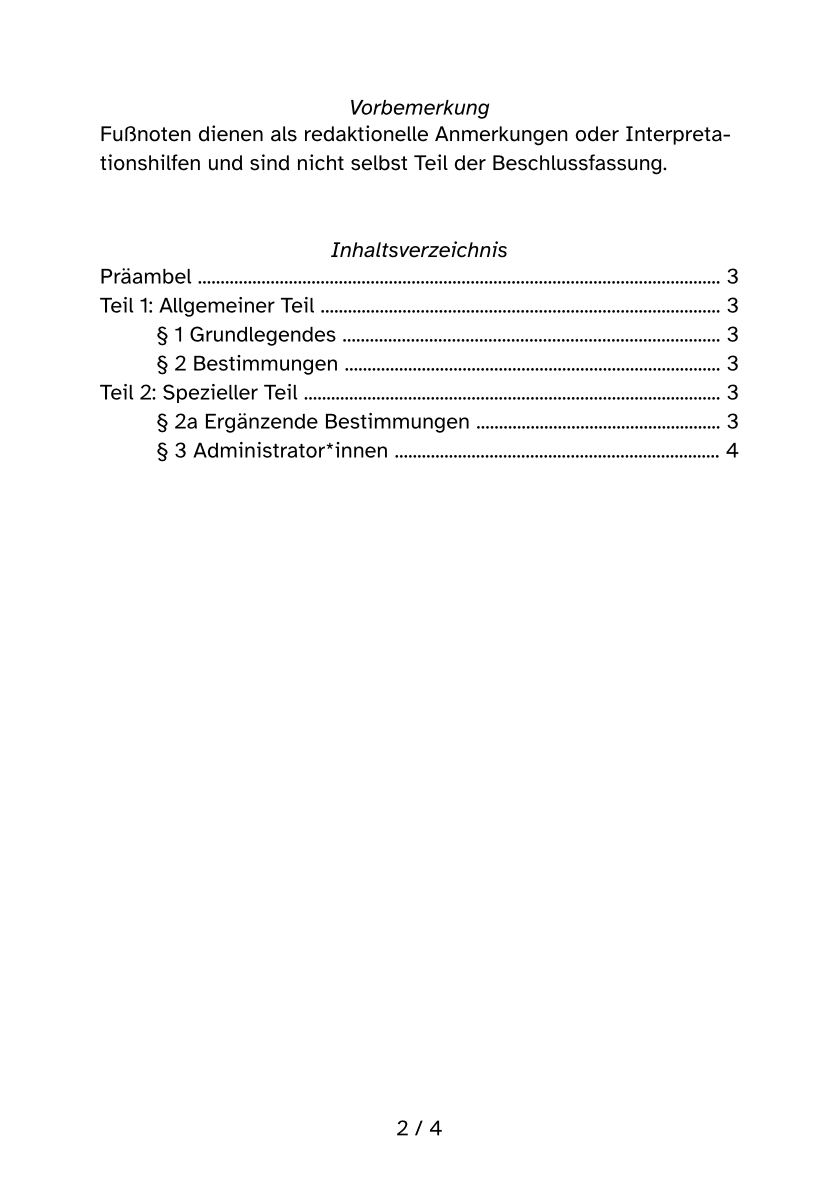 Vorbemerkung
Fußnoten dienen als redaktionelle Anmerkungen oder Interpreta-
tionshilfen und sind nicht selbst Teil der Beschlussfassung.
Inhaltsverzeichnis
Präambel ........................................ 3
Teil 1: Allgemeiner Teil ........................................ 3
§ 1 Grundlegendes ........................................ 3
§ 2 Bestimmungen ........................................ 3
Teil 2: Spezieller Teil ........................................ 3
§ 2a Ergänzende Bestimmungen ........................................ 3
§ 3 Administrator*innen ........................................ 4
2 / 4